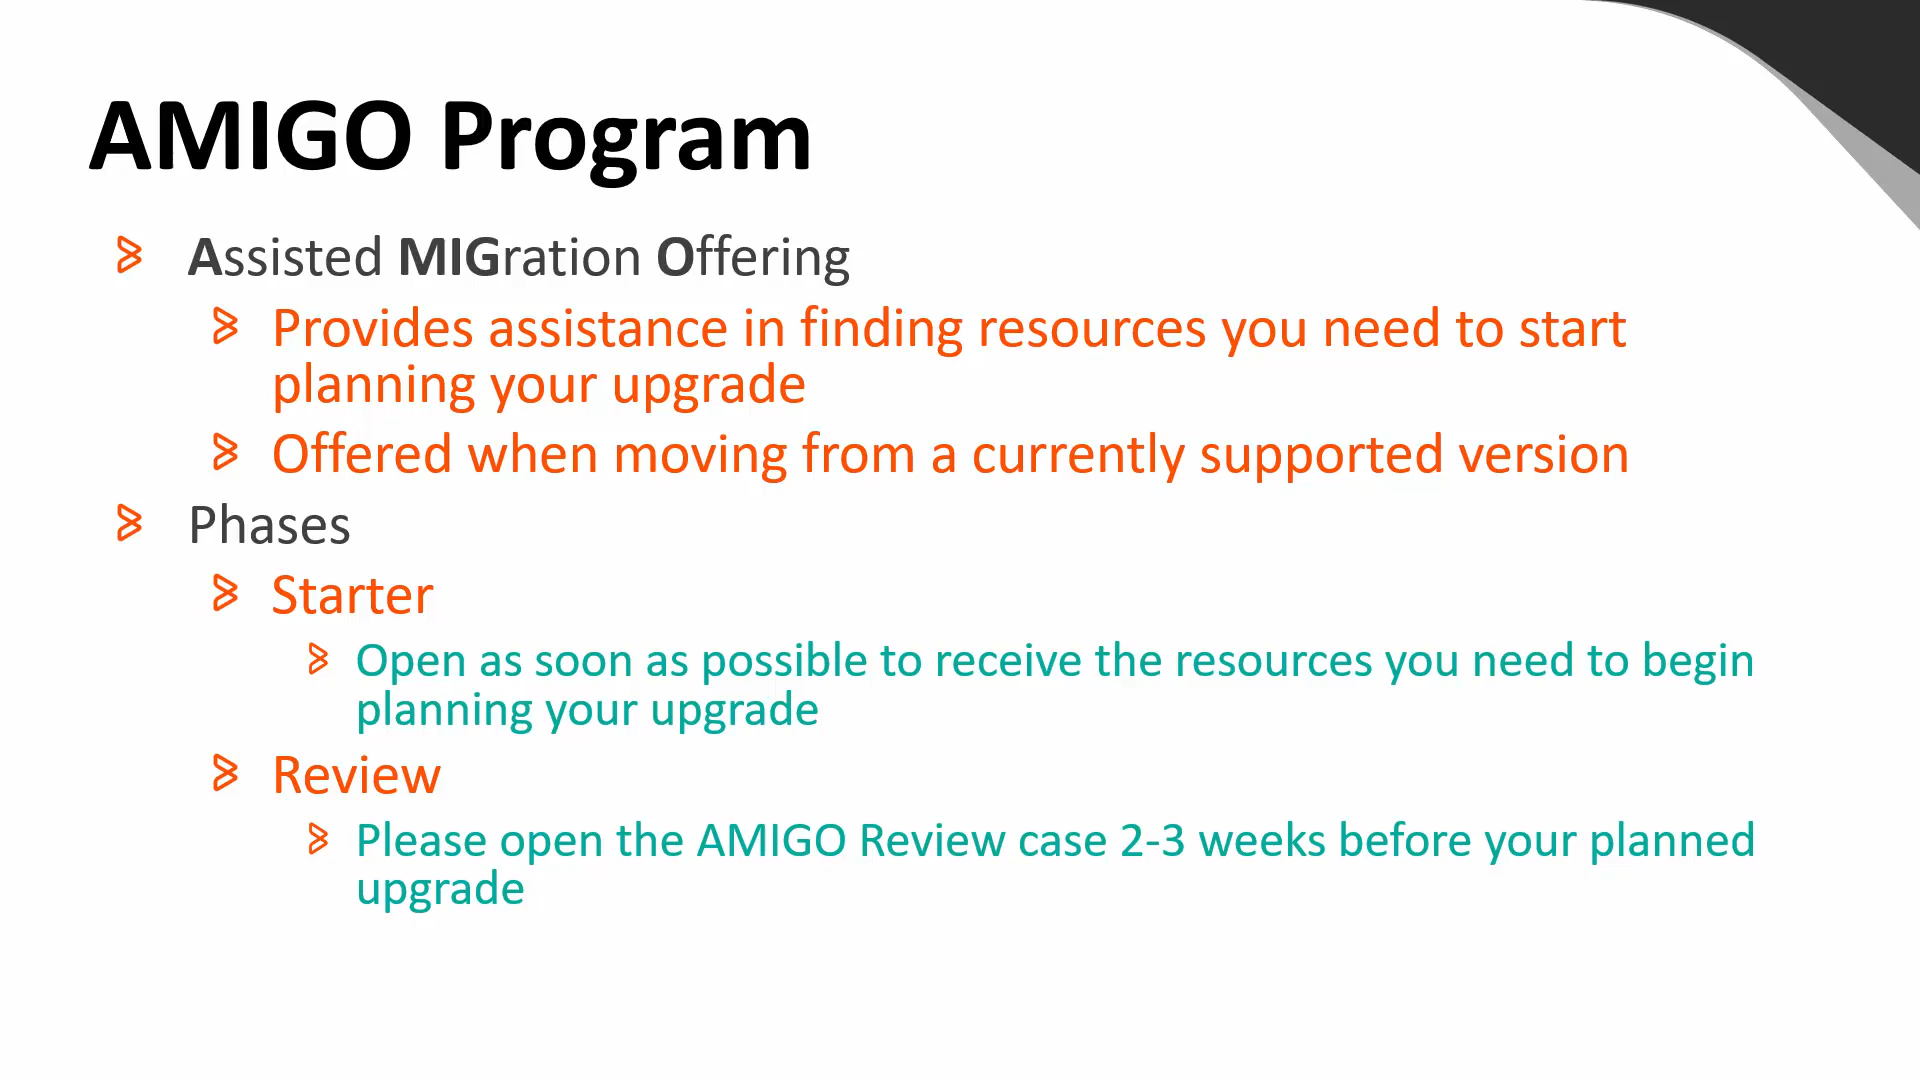 AMIGO Program
Assisted MIGration Offering
Provides assistance in finding resources you need to start
planning your upgrade
Offered when moving from a currently supported version
Phases
Starter
Open as soon as possible to receive the resources you need to begin
planning your upgrade
Review
Please open the AMIGO Review case 2-3 weeks before your planned
upgrade